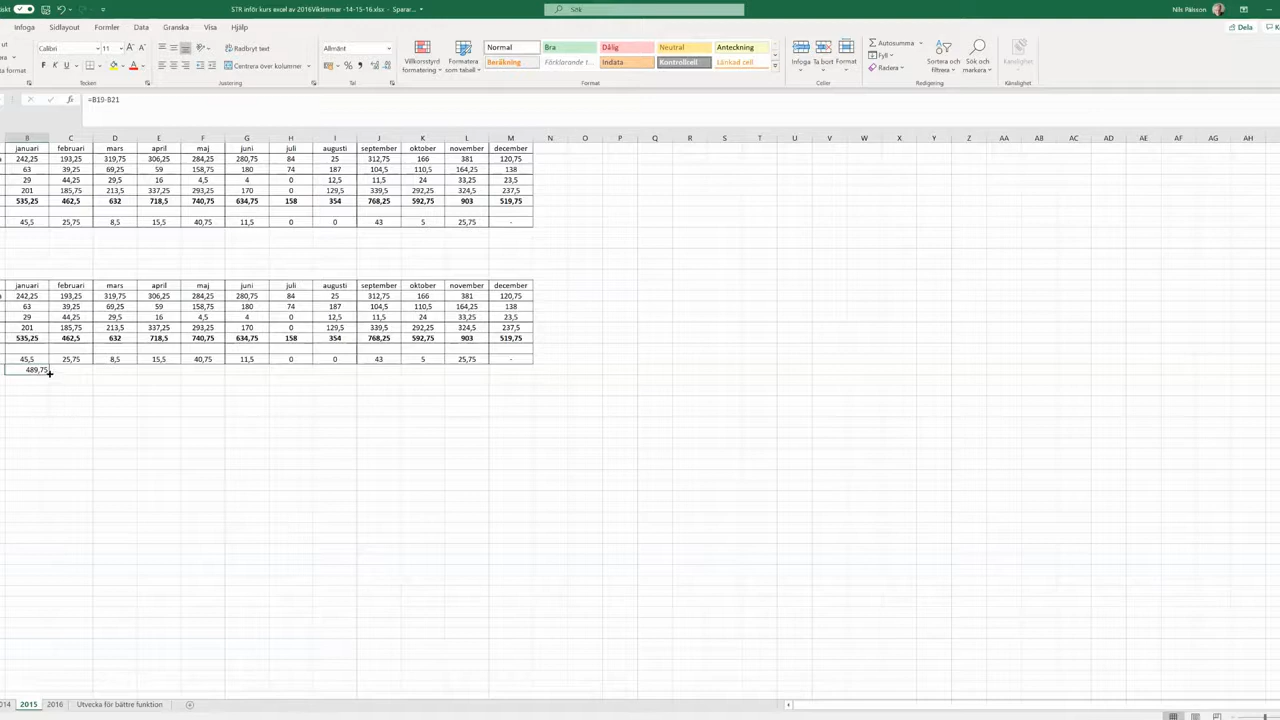 STR inför kurs excel av 2016Viktimmar -14-15-16.xlsx - Sparar...
Sök
Nils Pålsson
Infoga Sidlayout Formler Data Granska Visa Hjälp
Dela
Calibri 11 Radbryt text Allmänt
Villkorsstyrd formatering Formatera som tabell
Normal Bra Dålig Neutral Anteckning
Beräkning Förklarande t... Indata Kontrollcell Länkad cell
Infoga Ta bort Format
Autosumma
Fyll
Radera
Sortera och filtrera Sök och markera
Känslighet
F K U Centrera över kolumner
Tecken Justering Tal Format Celler Redigering Känslighet
fx =B19-B21
B C D E F G H I J K L M N O P Q R S T U V W X Y Z AA AB AC AD AE AF AG AH
januari februari mars april maj juni juli augusti september oktober november december
242,25 193,25 319,75 306,25 284,25 280,75 84 25 312,75 166 381 120,75
63 39,25 69,25 59 158,75 180 74 187 104,5 110,5 164,25 138
29 44,25 29,5 16 4,5 4 0 12,5 11,5 24 33,25 23,5
201 185,75 213,5 337,25 293,25 170 0 129,5 339,5 292,25 324,5 237,5
535,25 462,5 632 718,5 740,75 634,75 158 354 768,25 592,75 903 519,75
45,5 25,75 8,5 15,5 40,75 11,5 0 0 43 5 25,75 -
januari februari mars april maj juni juli augusti september oktober november december
242,25 193,25 319,75 306,25 284,25 280,75 84 25 312,75 166 381 120,75
63 39,25 69,25 59 158,75 180 74 187 104,5 110,5 164,25 138
29 44,25 29,5 16 4,5 4 0 12,5 11,5 24 33,25 23,5
201 185,75 213,5 337,25 293,25 170 0 129,5 339,5 292,25 324,5 237,5
535,25 462,5 632 718,5 740,75 634,75 158 354 768,25 592,75 903 519,75
45,5 25,75 8,5 15,5 40,75 11,5 0 0 43 5 25,75 -
489,75
014 2015 2016 Utvecka för bättre funktion